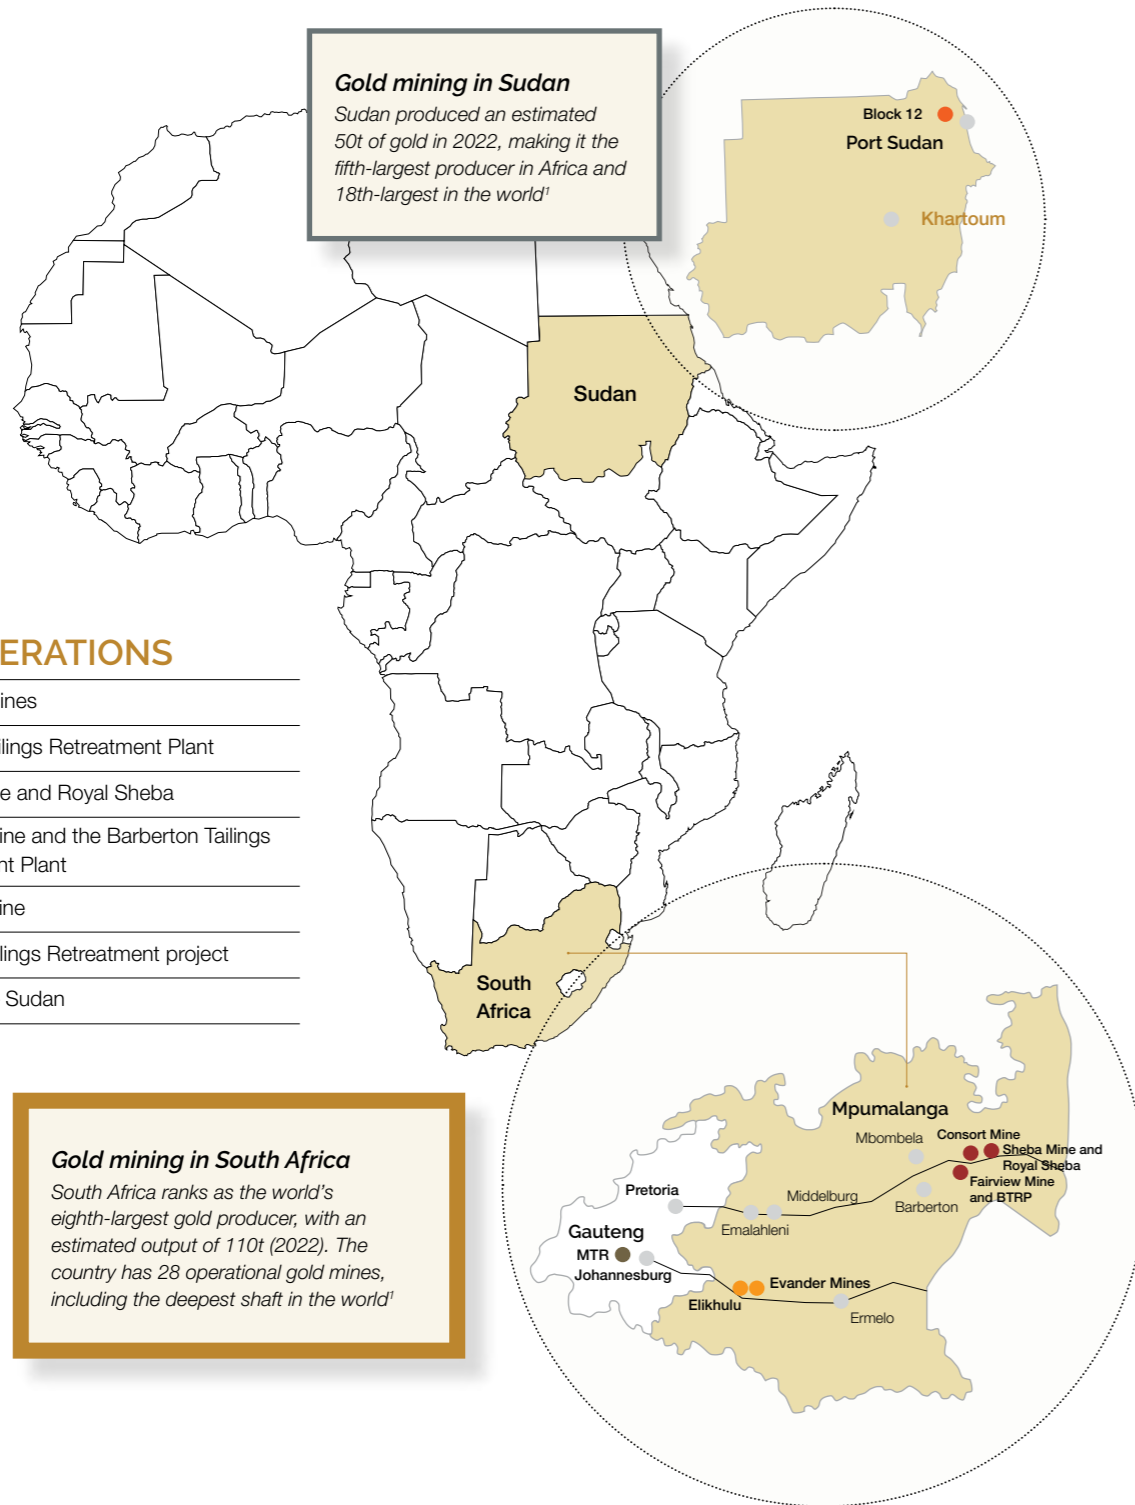 Gold mining in Sudan
Sudan produced an estimated
50t of gold in 2022, making it the
fifth-largest producer in Africa and
18th-largest in the world¹
Block 12
Port Sudan
Khartoum
Sudan
ERATIONS
ines
ilings Retreatment Plant
e and Royal Sheba
ine and the Barberton Tailings
nt Plant
ine
ilings Retreatment project
Sudan
South
Africa
Gold mining in South Africa
South Africa ranks as the world's
eighth-largest gold producer, with an
estimated output of 110t (2022). The
country has 28 operational gold mines,
including the deepest shaft in the world¹
Mpumalanga
Mbombela
Consort Mine
Sheba Mine and
Royal Sheba
Fairview Mine
and BTRP
Barberton
Pretoria
Middelburg
Emalahleni
Gauteng
MTR
Johannesburg
Evander Mines
Elikhulu
Ermelo